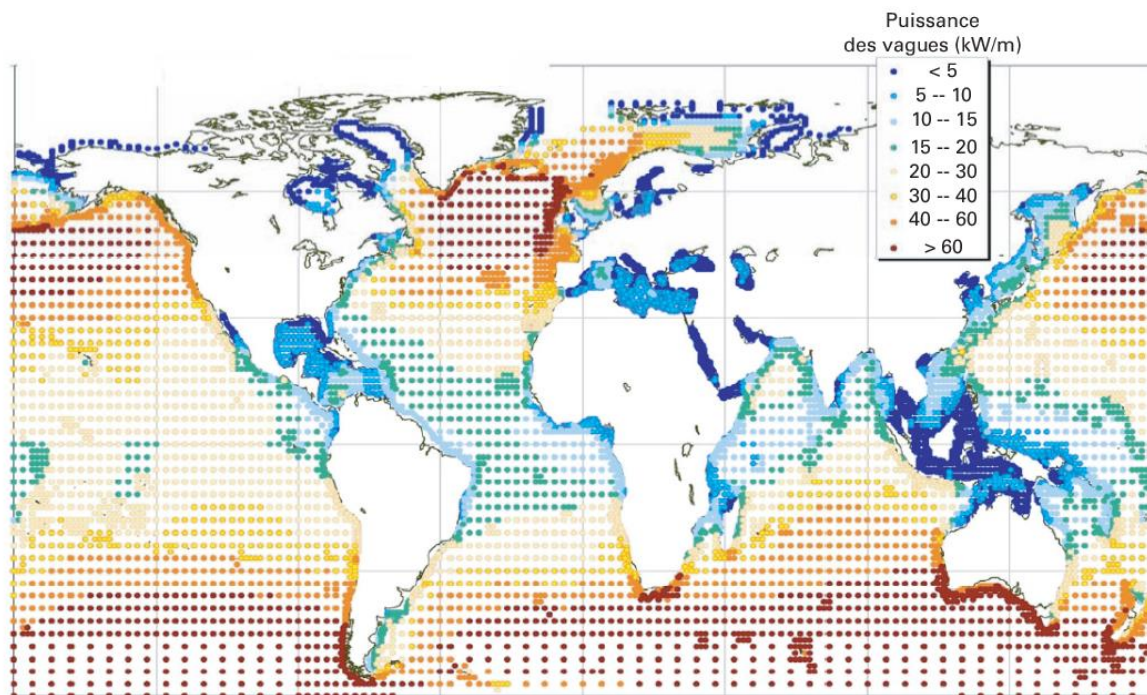 Puissance
des vagues (kW/m)
< 5
5 -- 10
10 -- 15
15 -- 20
20 -- 30
30 -- 40
40 -- 60
> 60